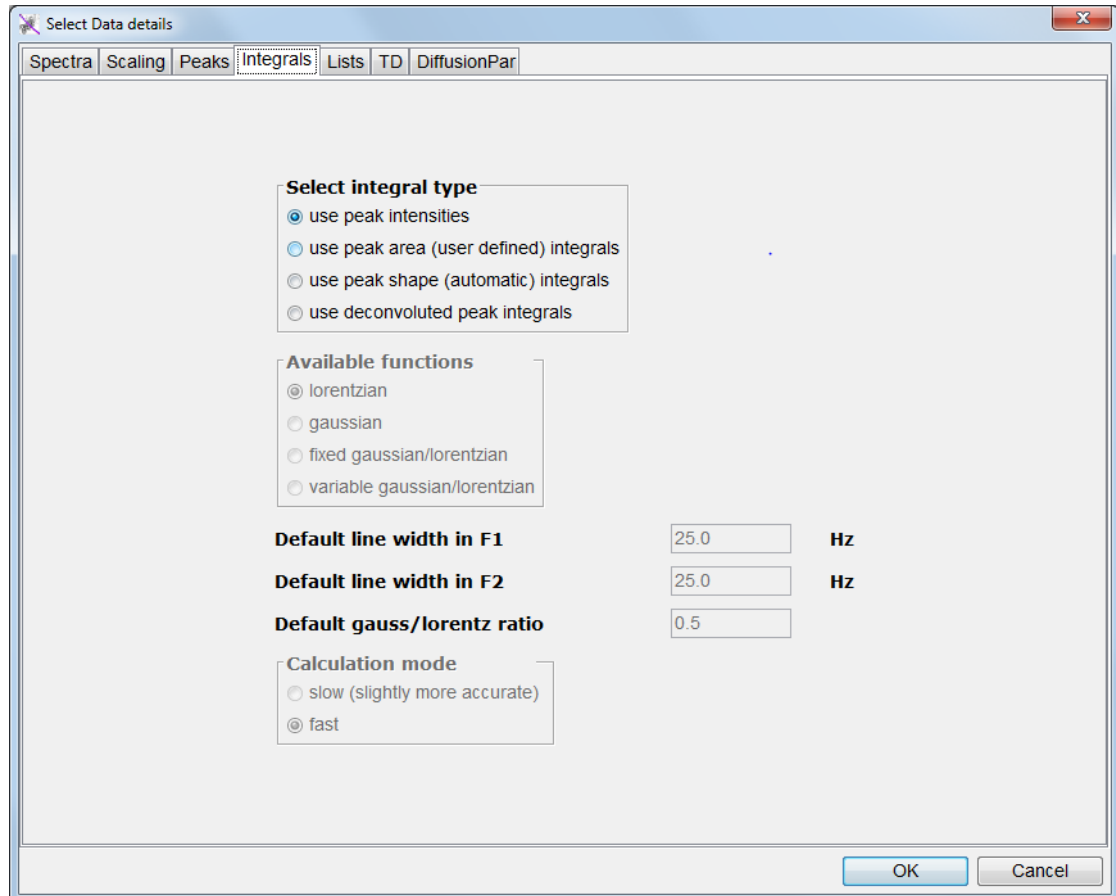 Select Data details
Spectra Scaling Peaks Integrals Lists TD DiffusionPar
Select integral type
use peak intensities
use peak area (user defined) integrals
use peak shape (automatic) integrals
use deconvoluted peak integrals
Available functions
lorentzian
gaussian
fixed gaussian/lorentzian
variable gaussian/lorentzian
Default line width in F1 25.0 Hz
Default line width in F2 25.0 Hz
Default gauss/lorentz ratio 0.5
Calculation mode
slow (slightly more accurate)
fast
OK Cancel